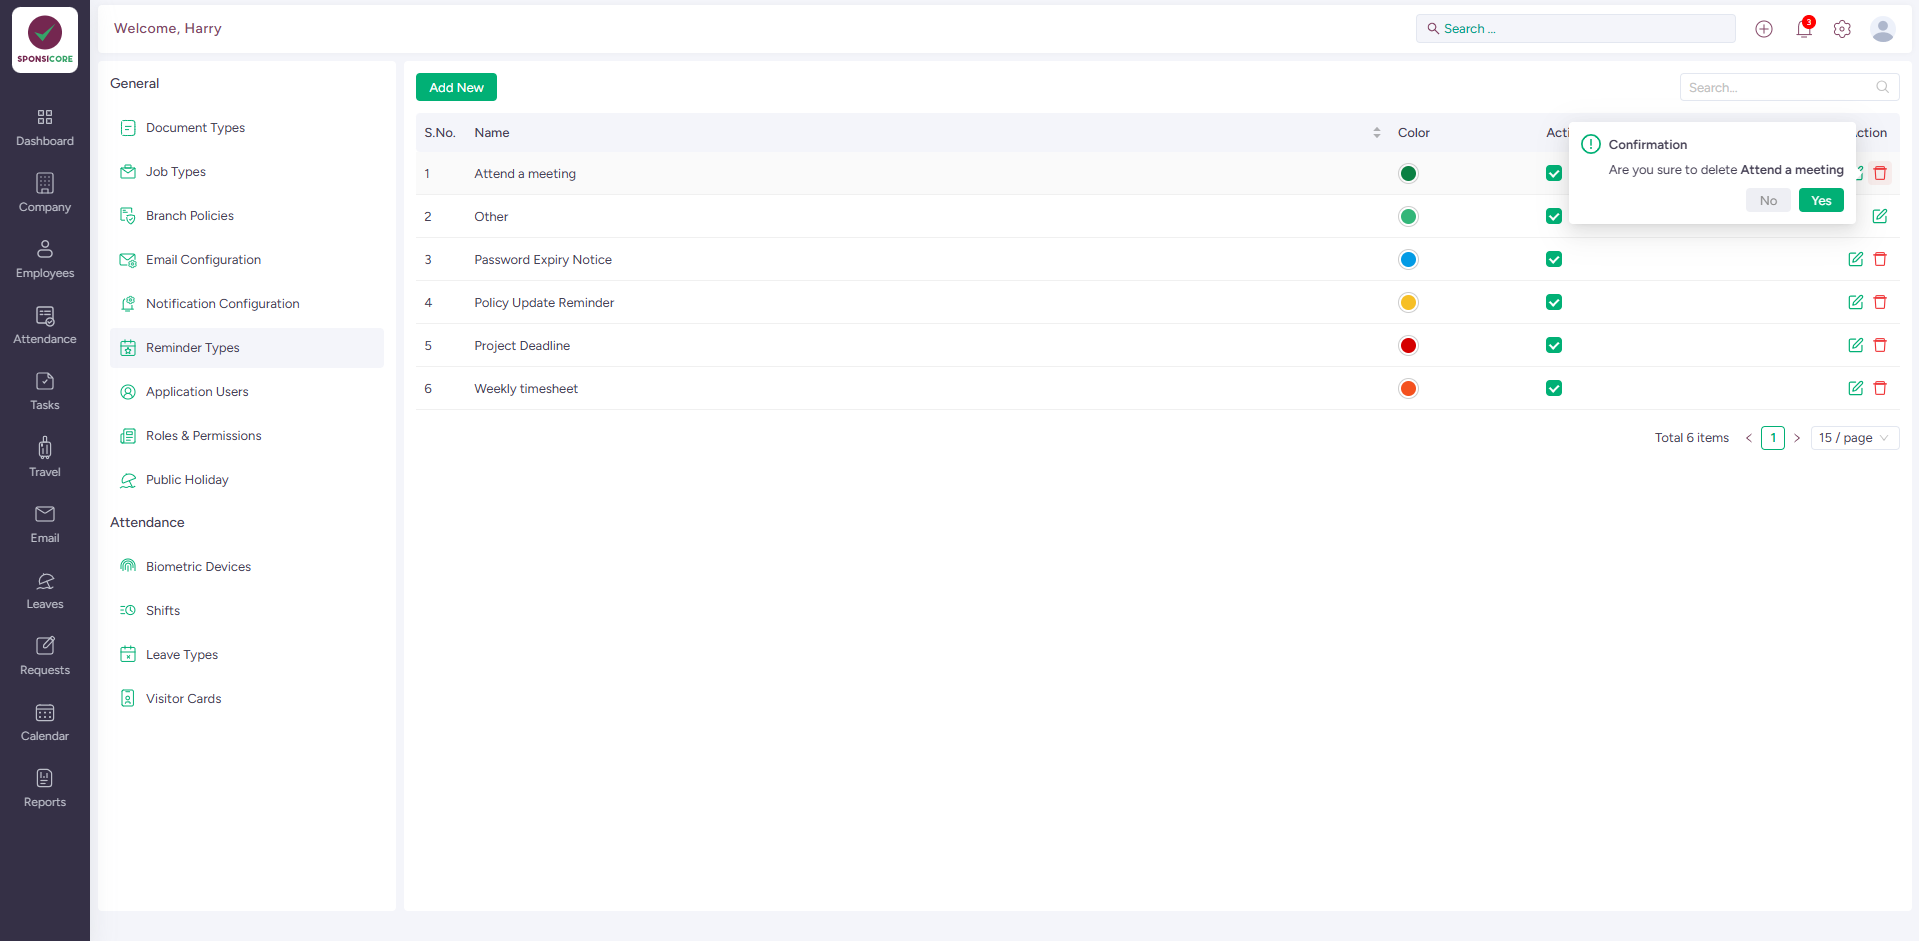 SPONSICORE
Dashboard
Company
Employees
Attendance
Tasks
Travel
Email
Leaves
Requests
Calendar
Reports
Welcome, Harry
Search ...
3
General
Document Types
Job Types
Branch Policies
Email Configuration
Notification Configuration
Reminder Types
Application Users
Roles & Permissions
Public Holiday
Attendance
Biometric Devices
Shifts
Leave Types
Visitor Cards
Add New
Search...
S.No. Name Color
1 Attend a meeting
2 Other
3 Password Expiry Notice
4 Policy Update Reminder
5 Project Deadline
6 Weekly timesheet
Confirmation
Are you sure to delete Attend a meeting
No Yes
Total 6 items < 1 > 15 / page